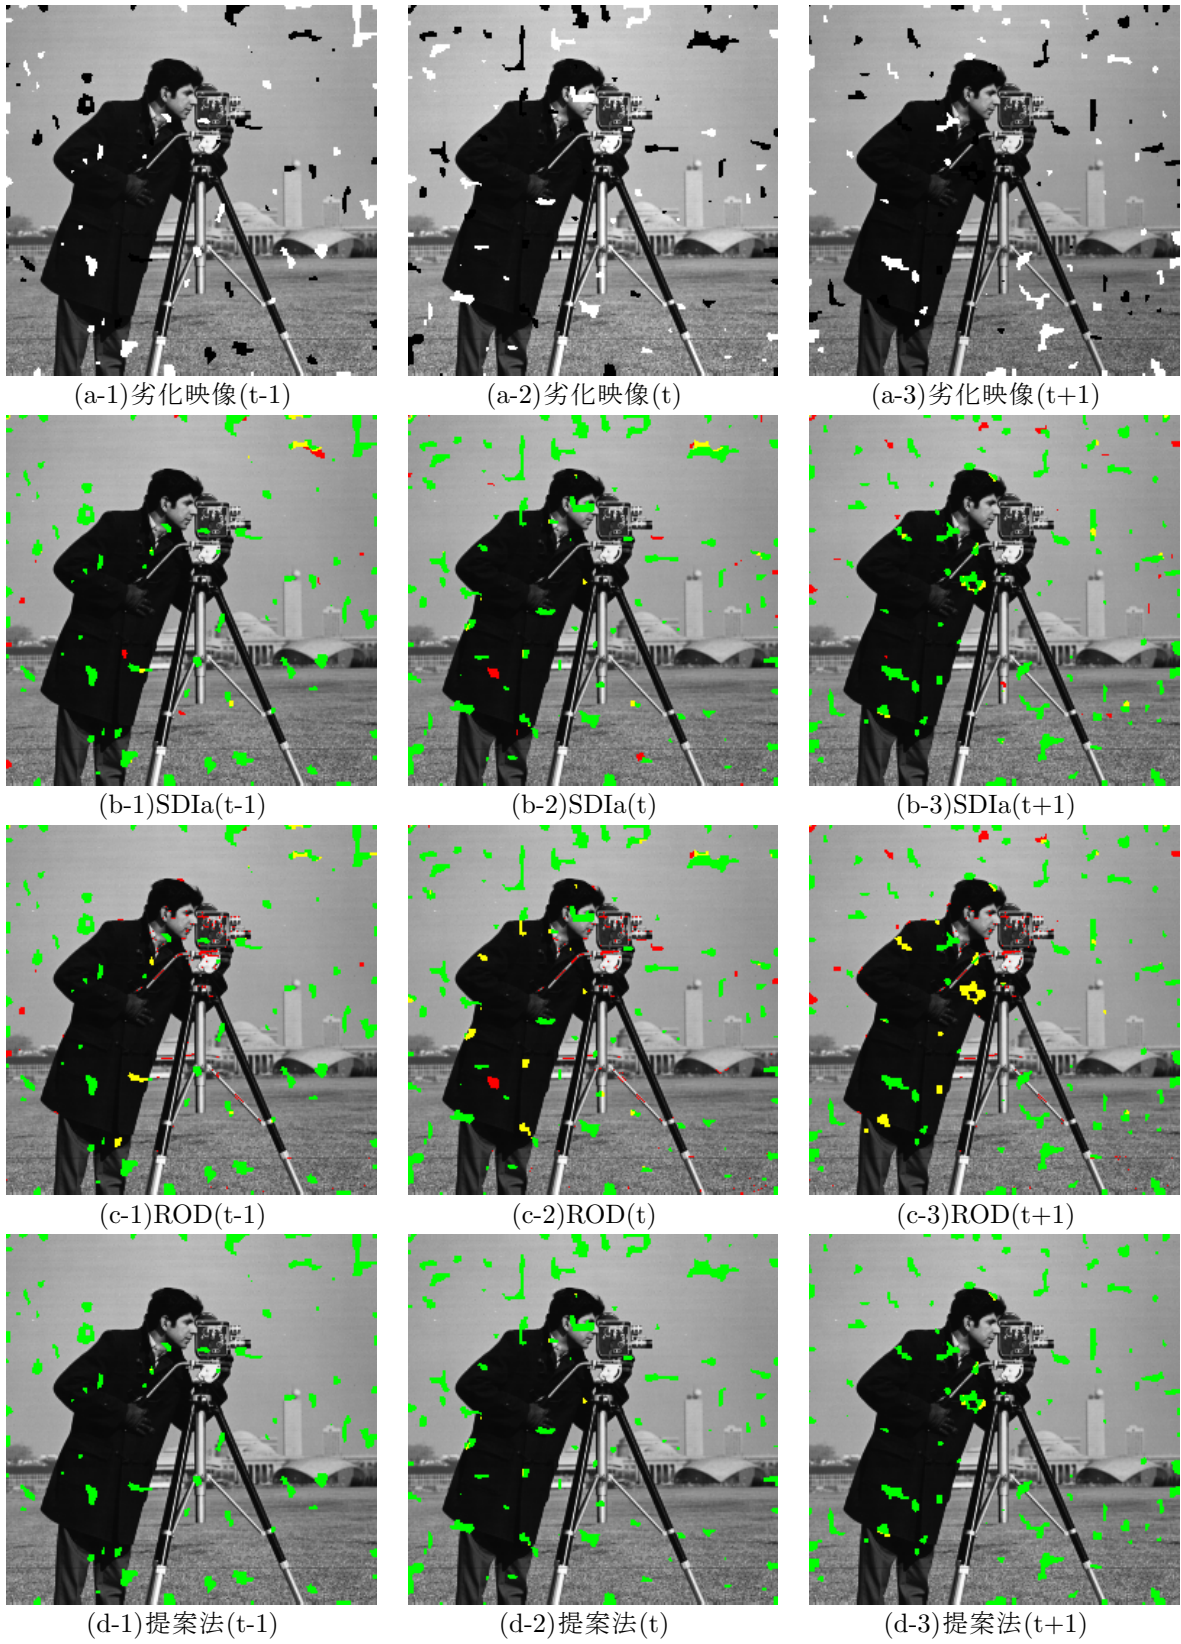 (a-1)劣化映像(t-1)
(a-2)劣化映像(t)
(a-3)劣化映像(t+1)
(b-1)SDIa(t-1)
(b-2)SDIa(t)
(b-3)SDIa(t+1)
(c-1)ROD(t-1)
(c-2)ROD(t)
(c-3)ROD(t+1)
(d-1)提案法(t-1)
(d-2)提案法(t)
(d-3)提案法(t+1)